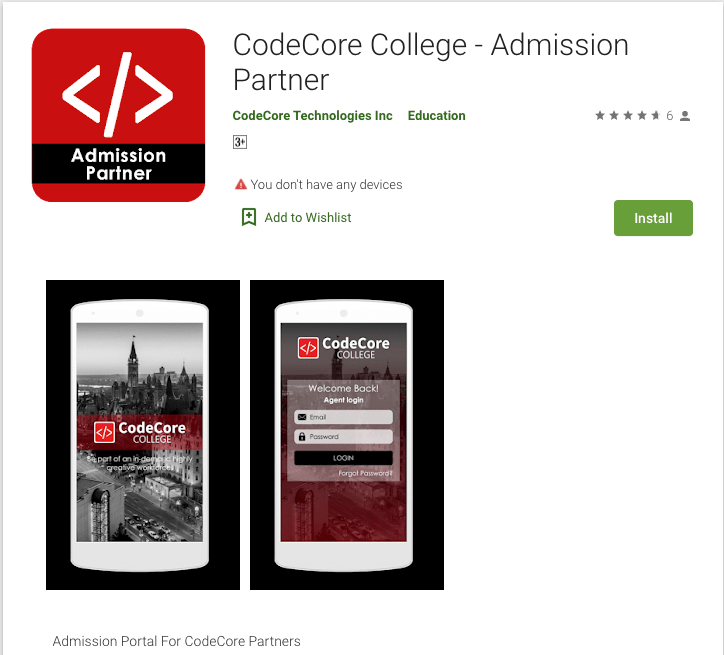 </>
Admission
Partner
CodeCore College - Admission
Partner
CodeCore Technologies Inc Education
6
3+
You don't have any devices
Add to Wishlist
Install
</> CodeCore
COLLEGE
Be part of an in-demand highly
creative workforce
</> CodeCore
COLLEGE
Welcome Back!
Agent login
Email
Password
LOGIN
Forgot Password?
Admission Portal For CodeCore Partners